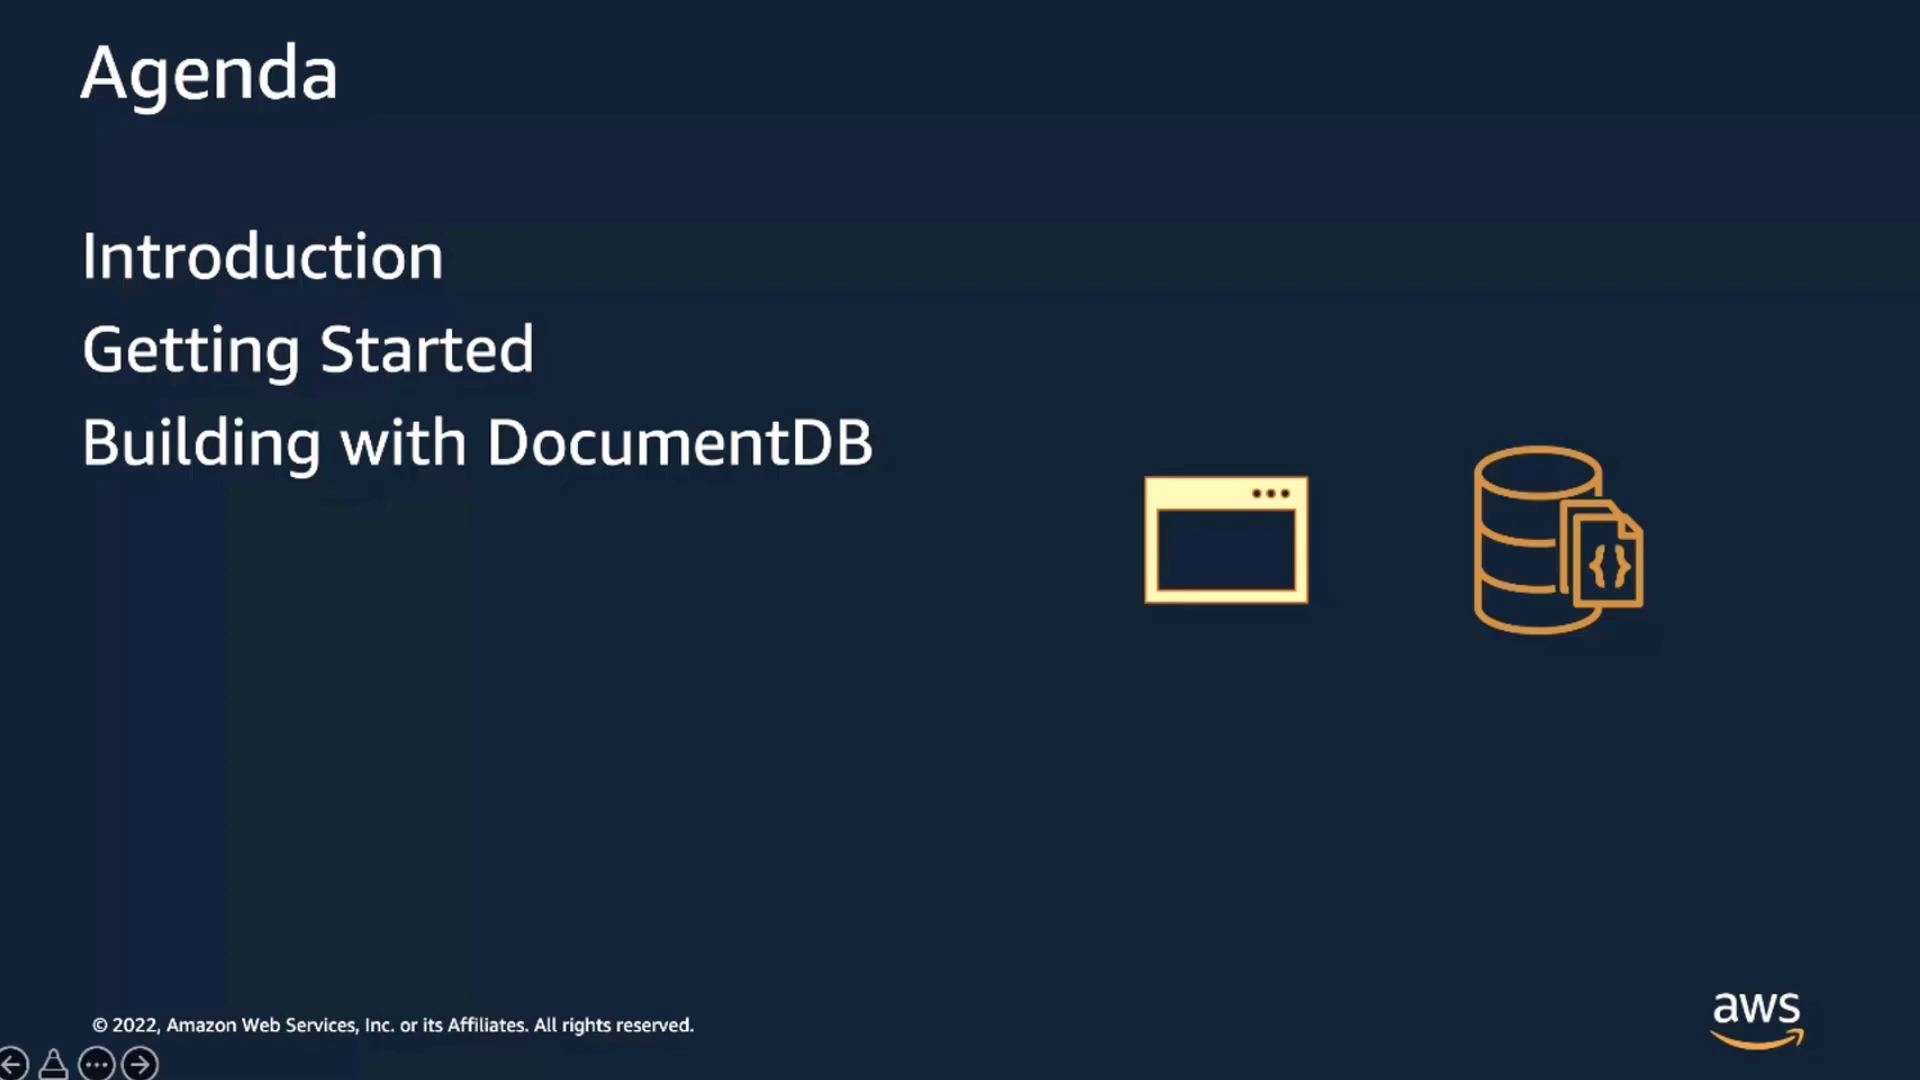 Agenda
Introduction
Getting Started
Building with DocumentDB
{}
© 2022, Amazon Web Services, Inc. or its Affiliates. All rights reserved.
aws